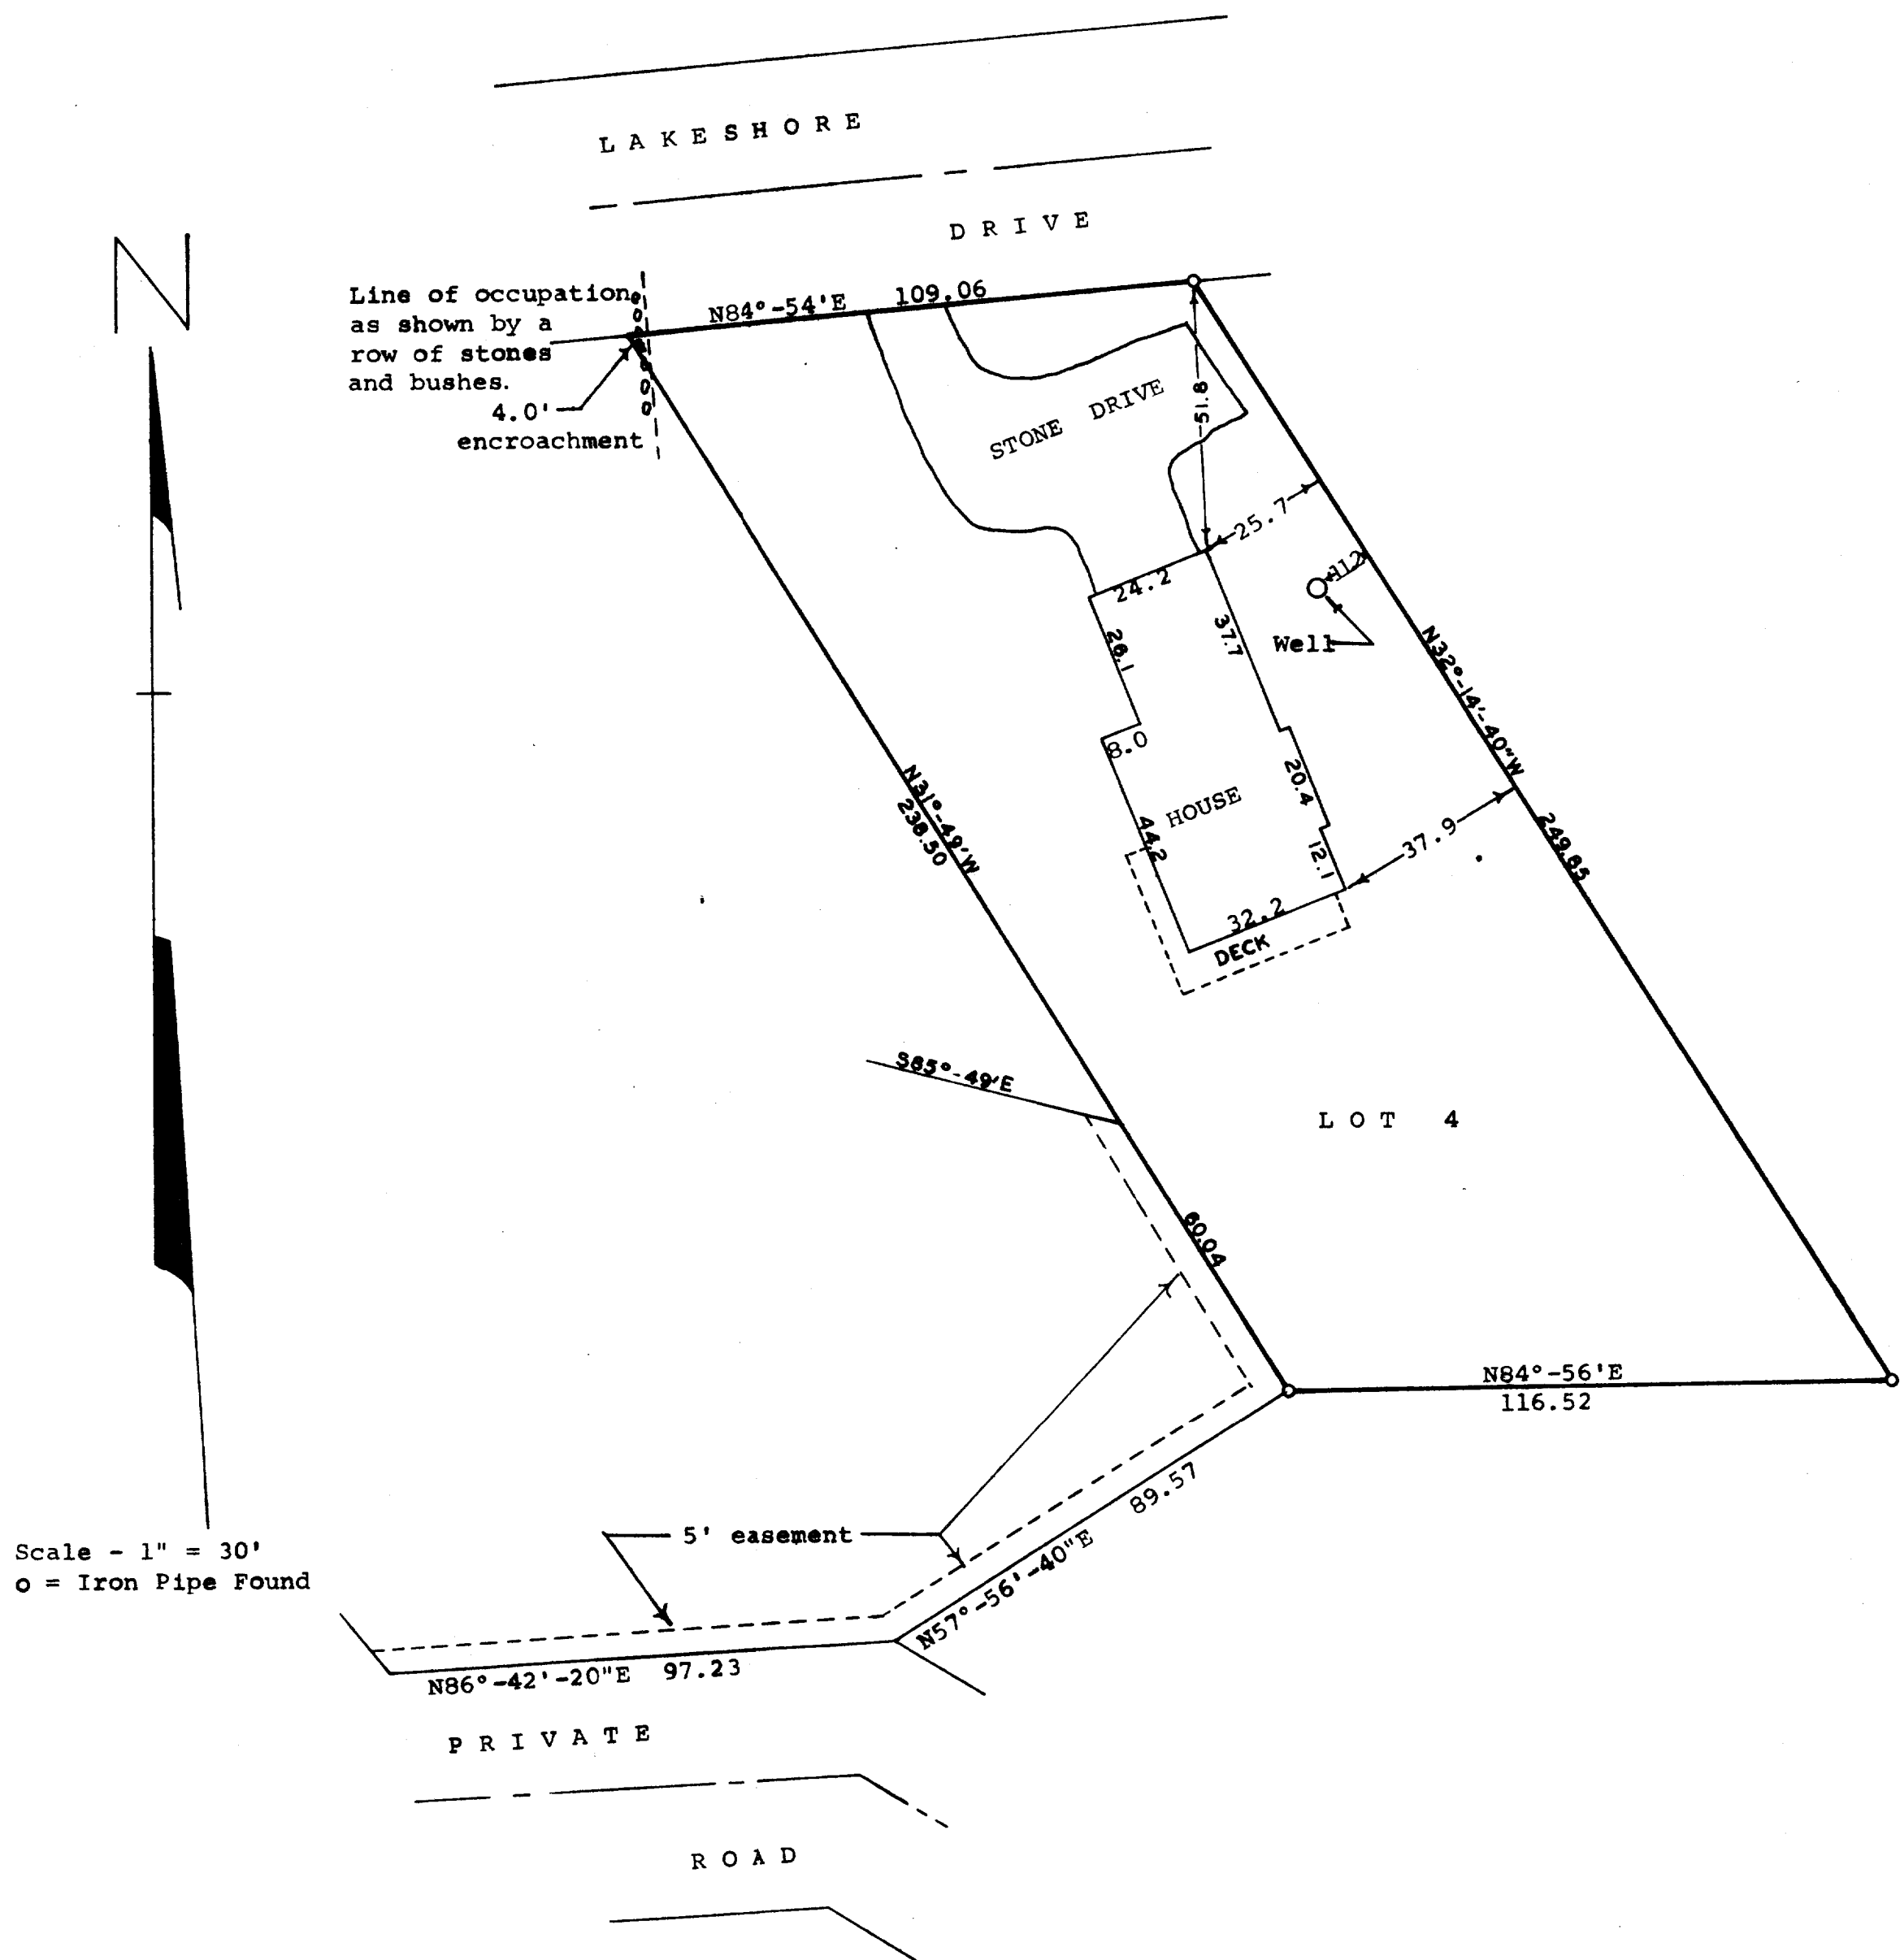 LAKESHORE
DRIVE
N
Line of occupation
as shown by a
row of stones
and bushes.
4.0'
encroachment
N84°-54'E 109.06
STONE DRIVE
51.8
25.7
24.2
26.1
37.7
Well
8.0
HOUSE
20.4
44.2
12.1
37.9
32.2
DECK
N32°-14'-40"W
249.85
N31°-49'W
238.50
S85°-49'E
LOT 4
60.04
N84°-56'E
116.52
89.57
N57°-56'-40"E
5' easement
Scale - 1" = 30'
o = Iron Pipe Found
N86°-42'-20"E 97.23
PRIVATE
ROAD